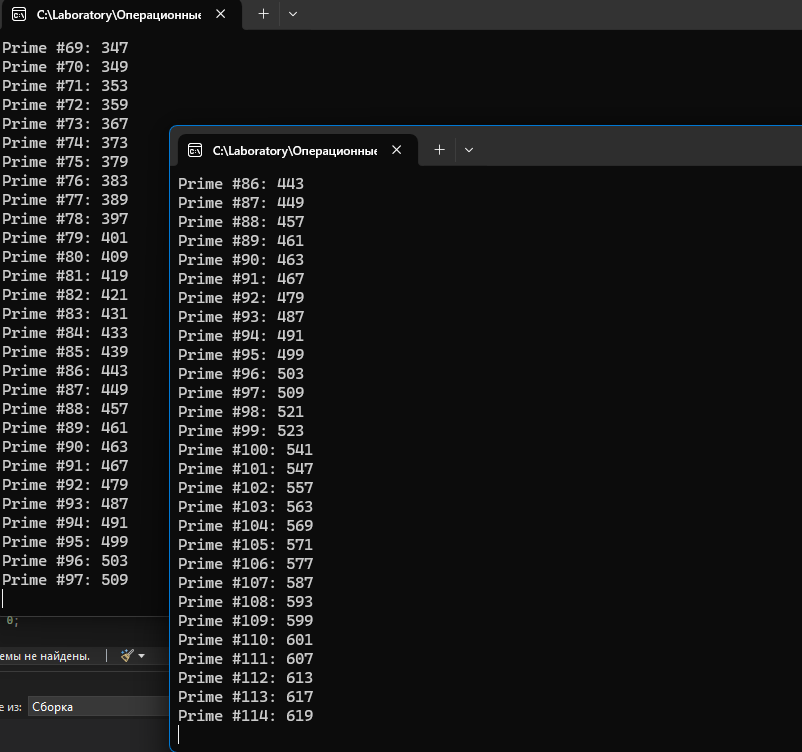 C:\Laboratory\Операционные
Prime #69: 347
Prime #70: 349
Prime #71: 353
Prime #72: 359
Prime #73: 367
Prime #74: 373
Prime #75: 379
Prime #76: 383
Prime #77: 389
Prime #78: 397
Prime #79: 401
Prime #80: 409
Prime #81: 419
Prime #82: 421
Prime #83: 431
Prime #84: 433
Prime #85: 439
Prime #86: 443
Prime #87: 449
Prime #88: 457
Prime #89: 461
Prime #90: 463
Prime #91: 467
Prime #92: 479
Prime #93: 487
Prime #94: 491
Prime #95: 499
Prime #96: 503
Prime #97: 509
0;
емы не найдены.
е из: Сборка
C:\Laboratory\Операционные
Prime #86: 443
Prime #87: 449
Prime #88: 457
Prime #89: 461
Prime #90: 463
Prime #91: 467
Prime #92: 479
Prime #93: 487
Prime #94: 491
Prime #95: 499
Prime #96: 503
Prime #97: 509
Prime #98: 521
Prime #99: 523
Prime #100: 541
Prime #101: 547
Prime #102: 557
Prime #103: 563
Prime #104: 569
Prime #105: 571
Prime #106: 577
Prime #107: 587
Prime #108: 593
Prime #109: 599
Prime #110: 601
Prime #111: 607
Prime #112: 613
Prime #113: 617
Prime #114: 619